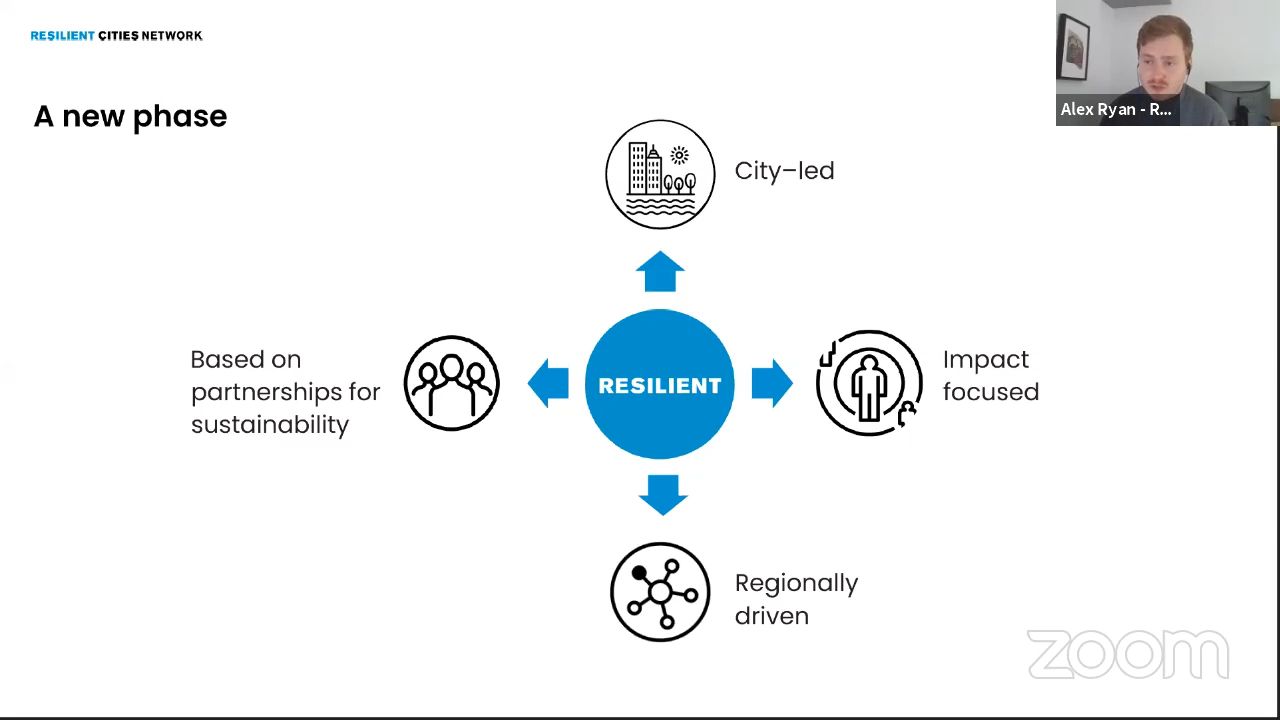 RESILIENT CITIES NETWORK
Alex Ryan - R...
A new phase
City–led
Based on
partnerships for
sustainability
RESILIENT
Impact
focused
Regionally
driven
zoom